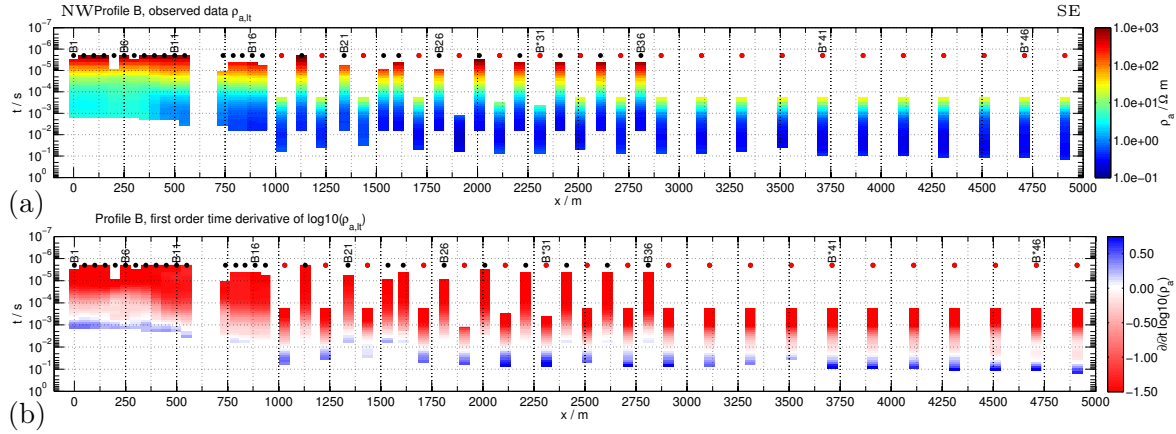 NW Profile B, observed data ρa,lt SE
B1 B6 B11 B16 B21 B26 B*31 B36 B*41 B*46
t / s
10⁻⁷
10⁻⁶
10⁻⁵
10⁻⁴
10⁻³
10⁻²
10⁻¹
10⁰
0 250 500 750 1000 1250 1500 1750 2000 2250 2500 2750 3000 3250 3500 3750 4000 4250 4500 4750 5000
x / m
1.0e+03
1.0e+02
1.0e+01
1.0e+00
1.0e-01
ρa / Ω m
(a)
Profile B, first order time derivative of log10(ρa,lt)
B1 B6 B11 B16 B21 B26 B*31 B36 B*41 B*46
t / s
10⁻⁷
10⁻⁶
10⁻⁵
10⁻⁴
10⁻³
10⁻²
10⁻¹
10⁰
0 250 500 750 1000 1250 1500 1750 2000 2250 2500 2750 3000 3250 3500 3750 4000 4250 4500 4750 5000
x / m
0.00
−0.50
−1.00
−1.50
∂/∂t log10(ρa)
(b)